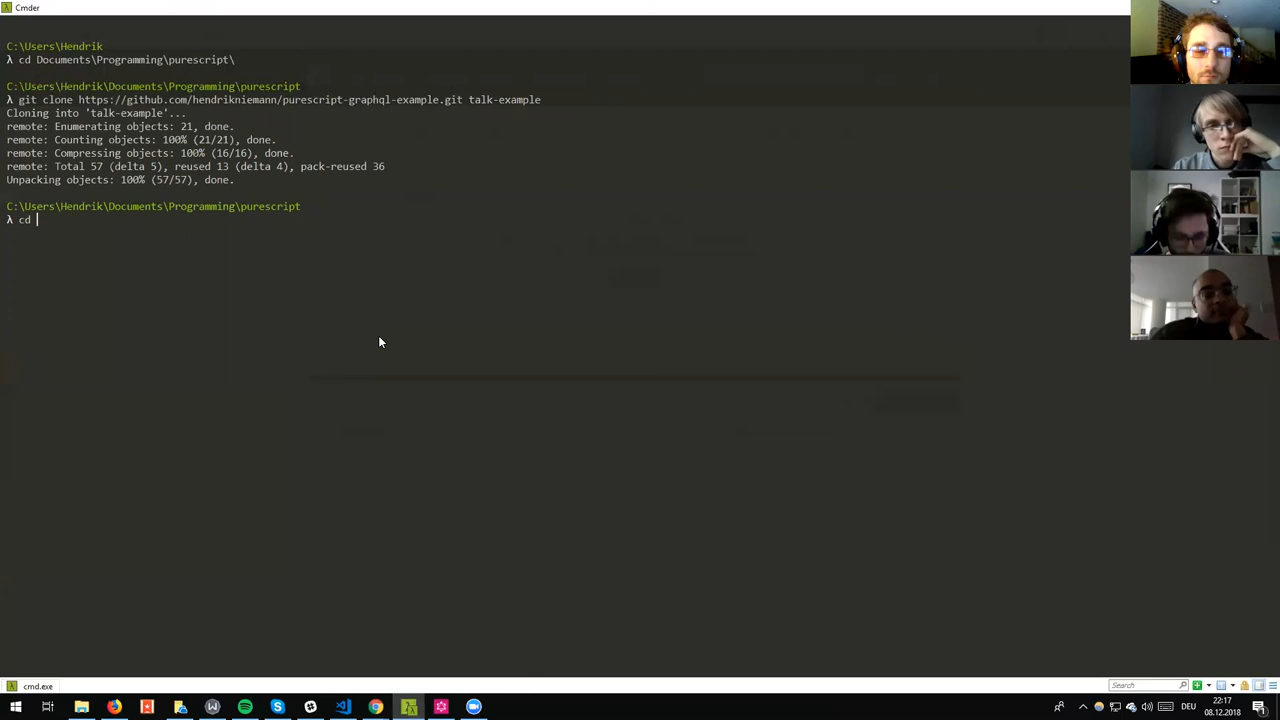 Cmder
C:\Users\Hendrik
λ cd Documents\Programming\purescript\
C:\Users\Hendrik\Documents\Programming\purescript
λ git clone https://github.com/hendrikniemann/purescript-graphql-example.git talk-example
Cloning into 'talk-example'...
remote: Enumerating objects: 21, done.
remote: Counting objects: 100% (21/21), done.
remote: Compressing objects: 100% (16/16), done.
remote: Total 57 (delta 5), reused 13 (delta 4), pack-reused 36
Unpacking objects: 100% (57/57), done.
C:\Users\Hendrik\Documents\Programming\purescript
λ cd
cmd.exe
Search
DEU
22:17
08.12.2018
1